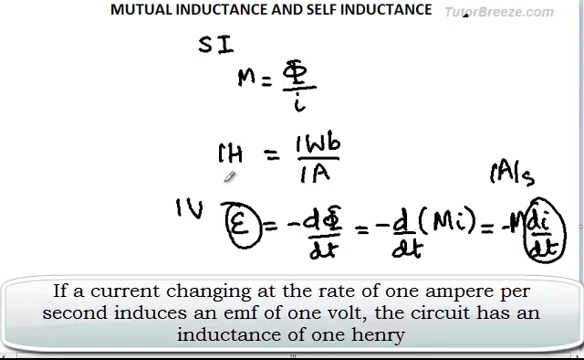 MUTUAL INDUCTANCE AND SELF INDUCTANCE
TutorBreeze.com
SI
M = Φ/i
1H = 1Wb/1A
1A/s
1V ε = -dΦ/dt = -d/dt (Mi) = -M di/dt
If a current changing at the rate of one ampere per
second induces an emf of one volt, the circuit has an
inductance of one henry